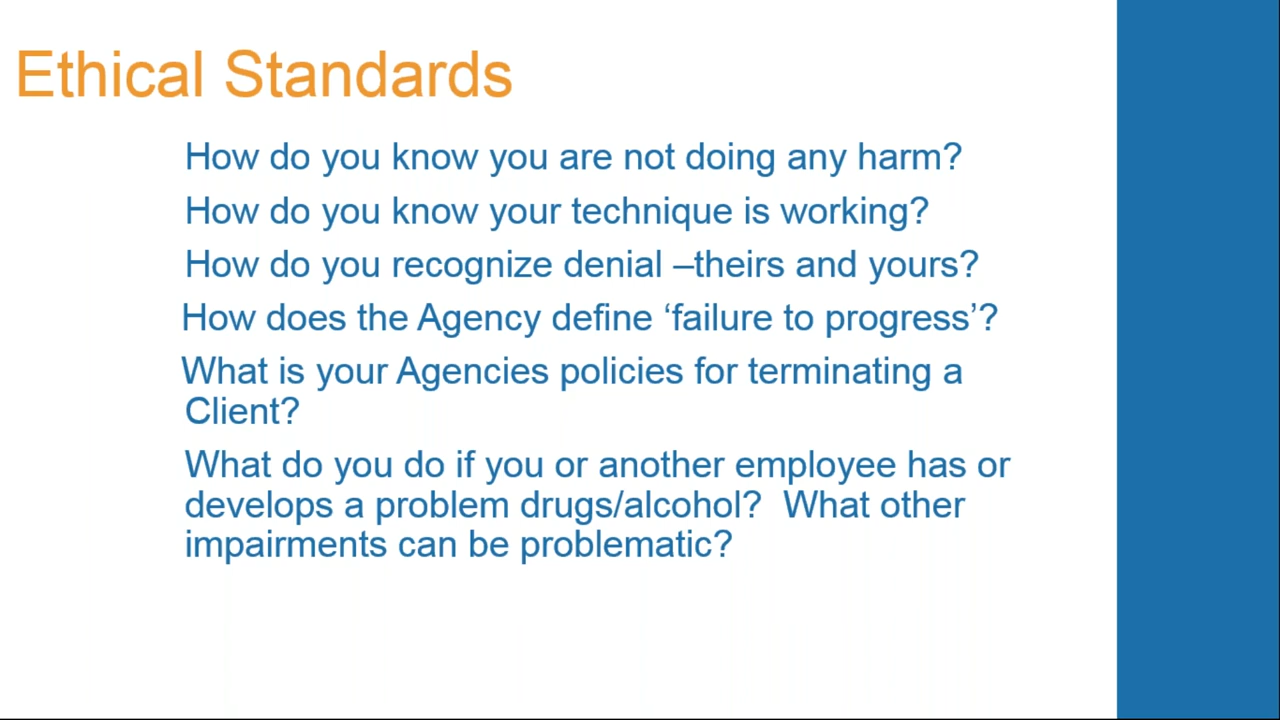 Ethical Standards
How do you know you are not doing any harm?
How do you know your technique is working?
How do you recognize denial –theirs and yours?
How does the Agency define ‘failure to progress’?
What is your Agencies policies for terminating a
Client?
What do you do if you or another employee has or
develops a problem drugs/alcohol?  What other
impairments can be problematic?